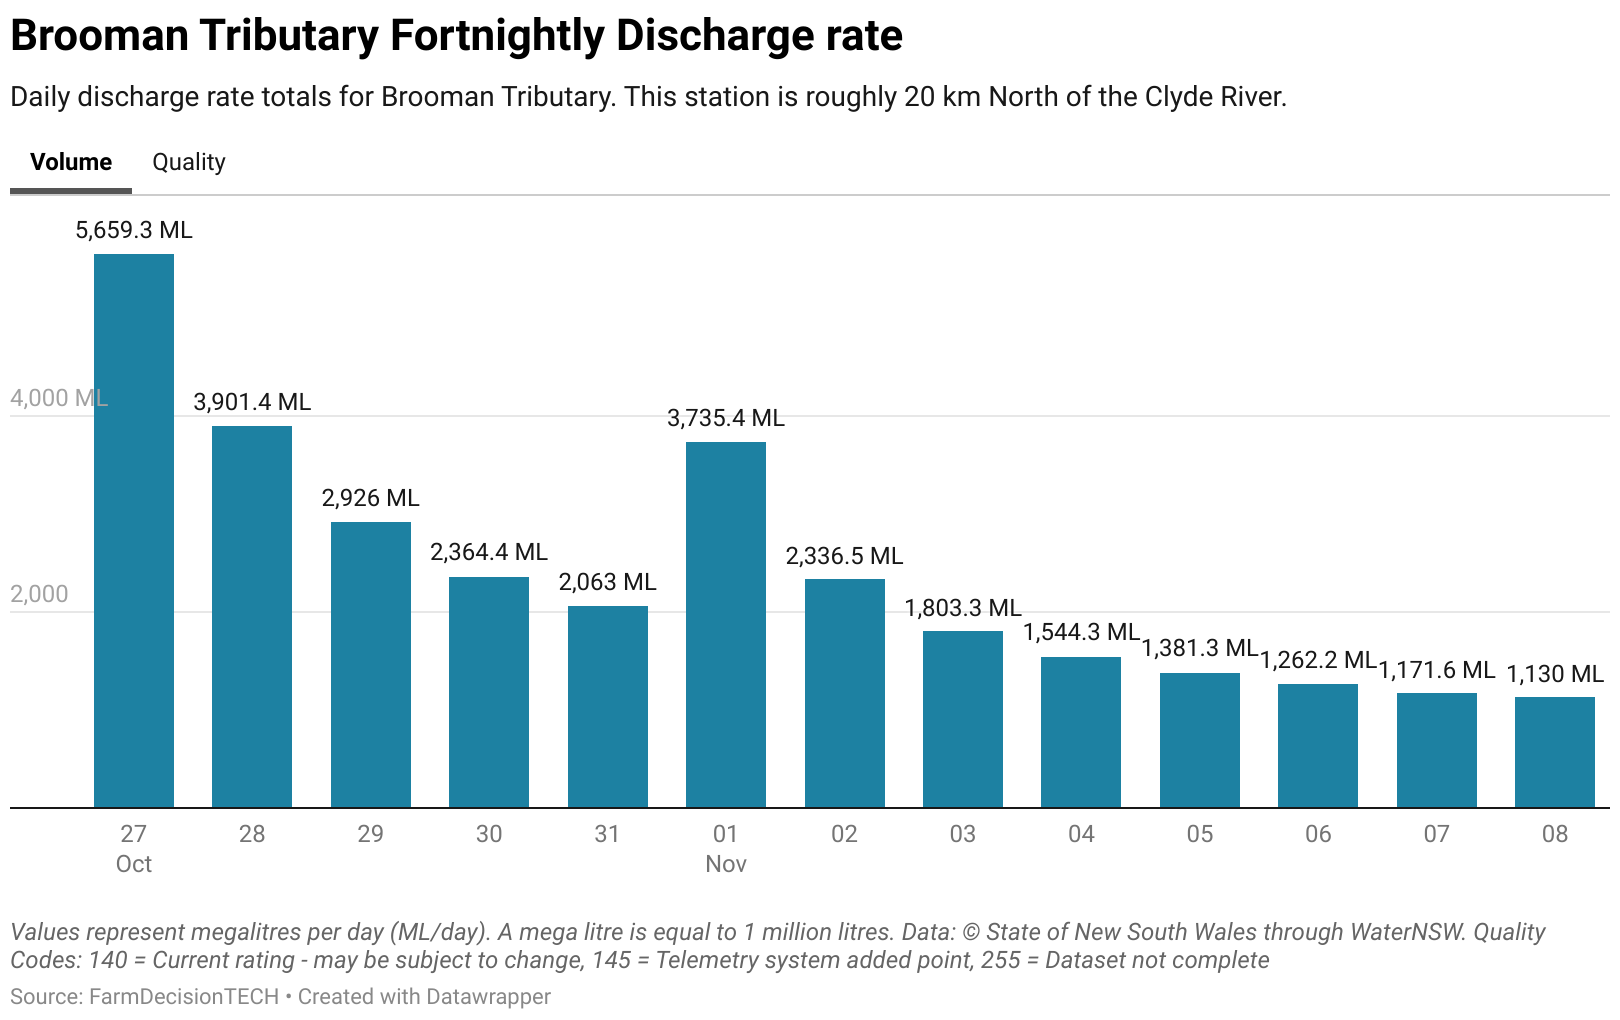 Brooman Tributary Fortnightly Discharge rate
Daily discharge rate totals for Brooman Tributary. This station is roughly 20 km North of the Clyde River.
Volume Quality
5,659.3 ML
4,000 ML
3,901.4 ML
3,735.4 ML
2,926 ML
2,364.4 ML
2,336.5 ML
2,063 ML
2,000
1,803.3 ML
1,544.3 ML
1,381.3 ML
1,262.2 ML
1,171.6 ML
1,130 ML
27 28 29 30 31 01 02 03 04 05 06 07 08
Oct Nov
Values represent megalitres per day (ML/day). A mega litre is equal to 1 million litres. Data: © State of New South Wales through WaterNSW. Quality
Codes: 140 = Current rating - may be subject to change, 145 = Telemetry system added point, 255 = Dataset not complete
Source: FarmDecisionTECH • Created with Datawrapper